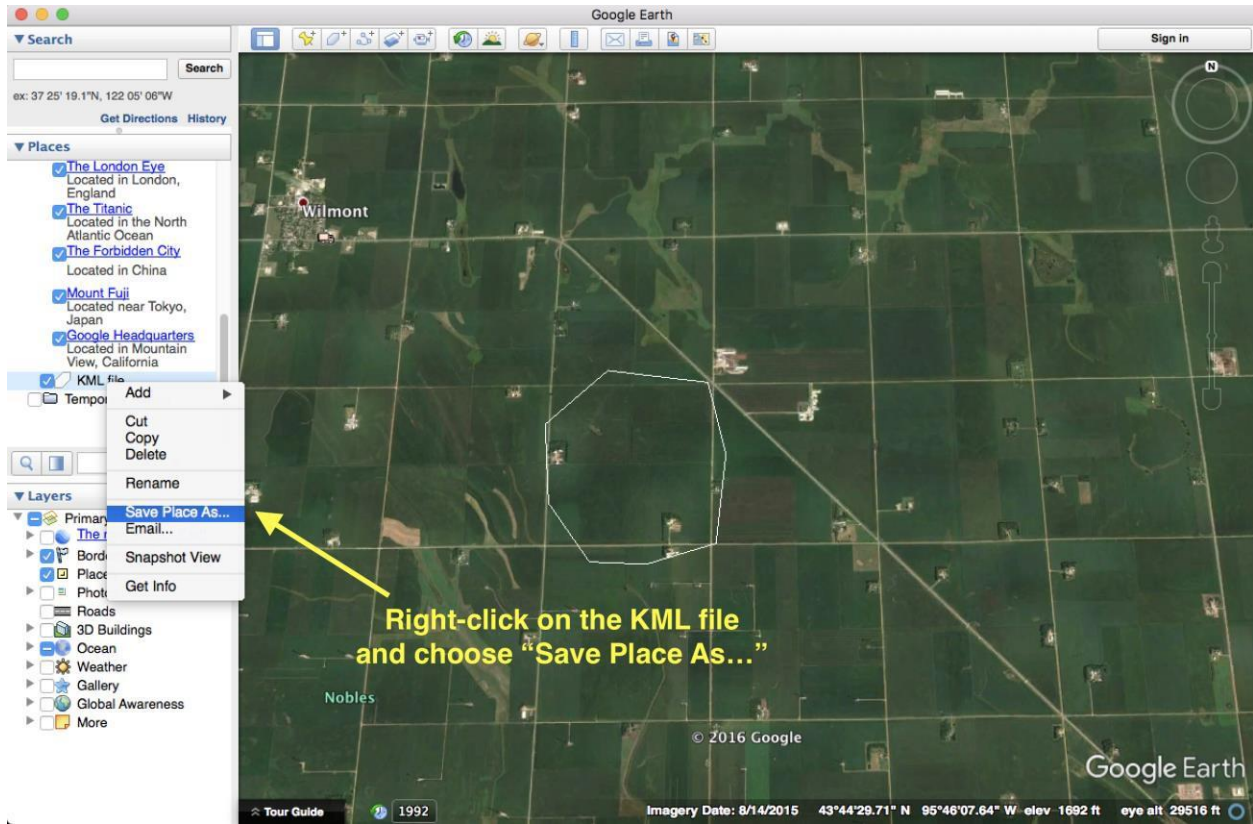 Google Earth
Search
Sign in
Search
ex: 37 25' 19.1"N, 122 05' 06"W
Get Directions History
Places
The London Eye
Located in London,
England
The Titanic
Located in the North
Atlantic Ocean
The Forbidden City
Located in China
Mount Fuji
Located near Tokyo,
Japan
Google Headquarters
Located in Mountain
View, California
KML file
Tempor
Add
Cut
Copy
Delete
Rename
Save Place As...
Email...
Snapshot View
Get Info
Layers
Primary
The
Borde
Place
Photo
Roads
3D Buildings
Ocean
Weather
Gallery
Global Awareness
More
N
Wilmont
Right-click on the KML file
and choose “Save Place As…”
Nobles
© 2016 Google
Google Earth
Tour Guide 1992 Imagery Date: 8/14/2015 43°44'29.71" N 95°46'07.64" W elev 1692 ft eye alt 29516 ft